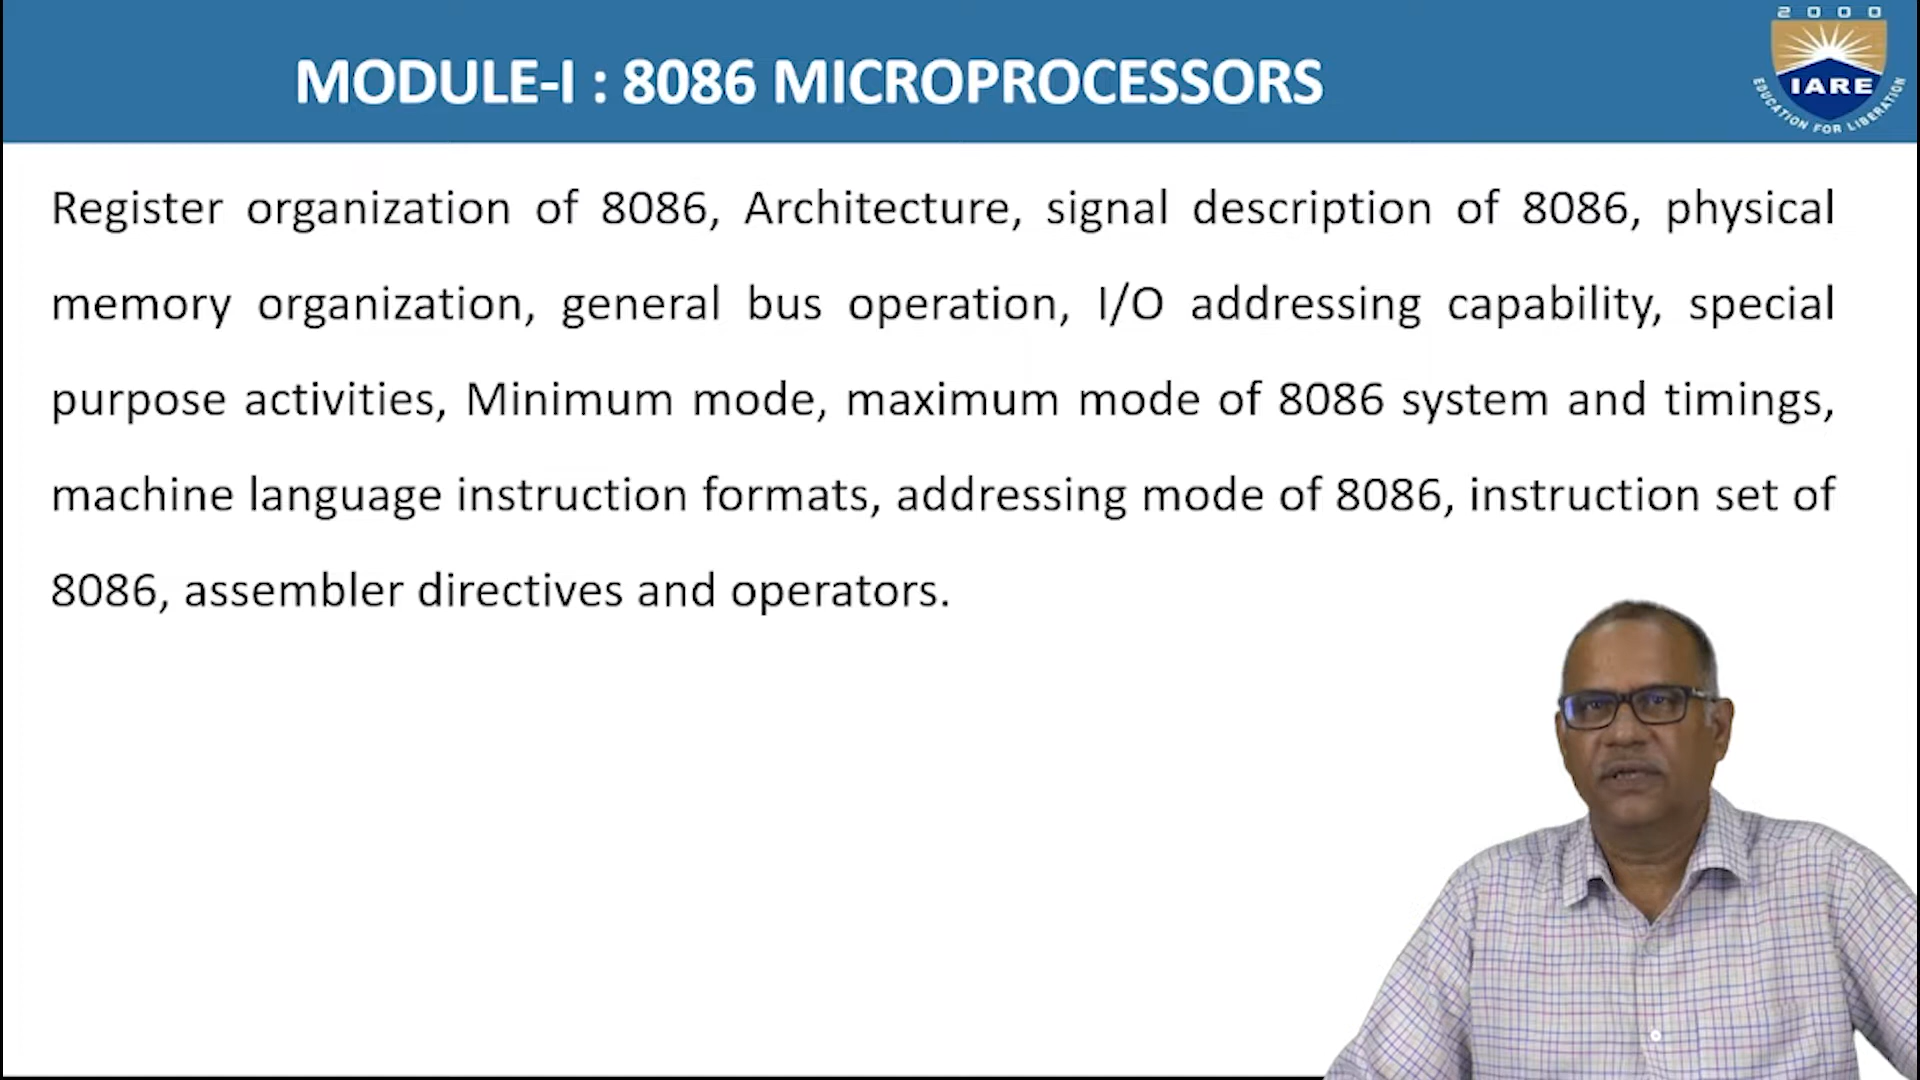 MODULE-I : 8086 MICROPROCESSORS
2000
IARE
EDUCATION FOR LIBERATION
Register organization of 8086, Architecture, signal description of 8086, physical
memory organization, general bus operation, I/O addressing capability, special
purpose activities, Minimum mode, maximum mode of 8086 system and timings,
machine language instruction formats, addressing mode of 8086, instruction set of
8086, assembler directives and operators.